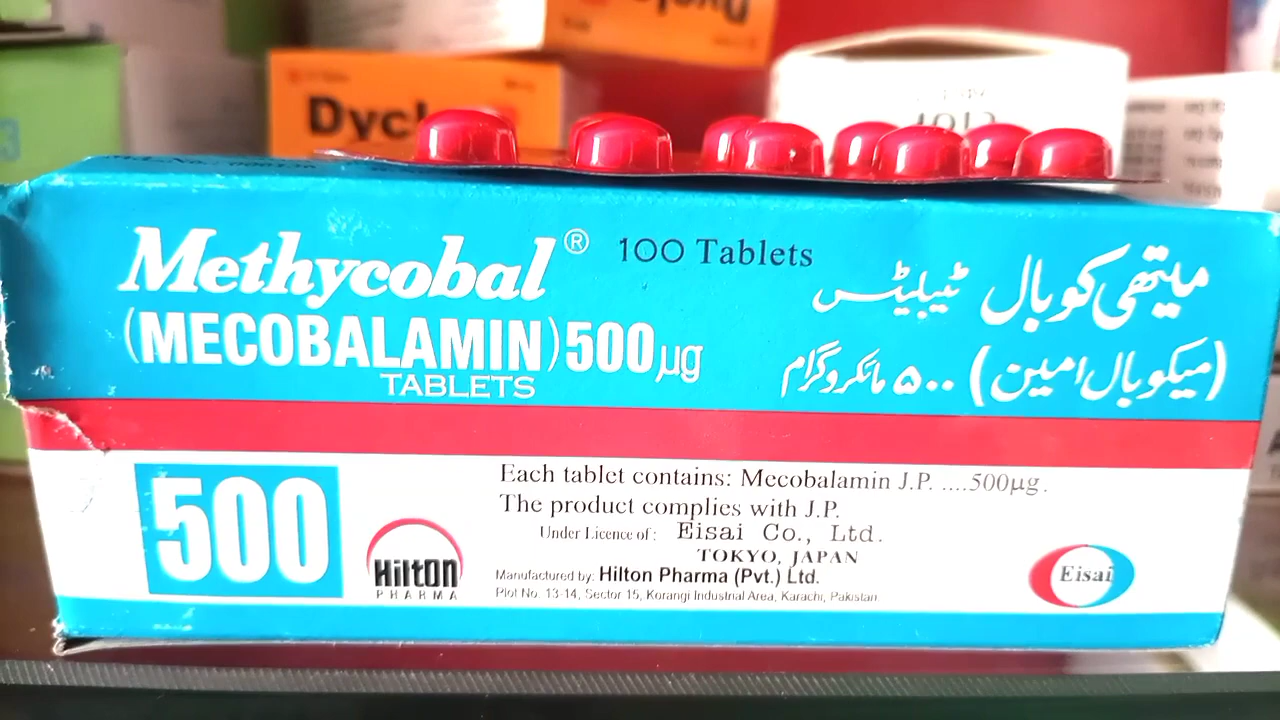 Dyclo
Methycobal® 100 Tablets
(MECOBALAMIN) 500µg
TABLETS
میتھی کوبال ٹیبلیٹس
(میکوبال امین) ۵۰۰ مائکروگرام
500
Hilton
PHARMA
Each tablet contains: Mecobalamin J.P. ....500µg.
The product complies with J.P.
Under Licence of: Eisai Co., Ltd.
TOKYO, JAPAN
Manufactured by: Hilton Pharma (Pvt.) Ltd.
Plot No. 13-14, Sector 15, Korangi Industrial Area, Karachi, Pakistan.
Eisai